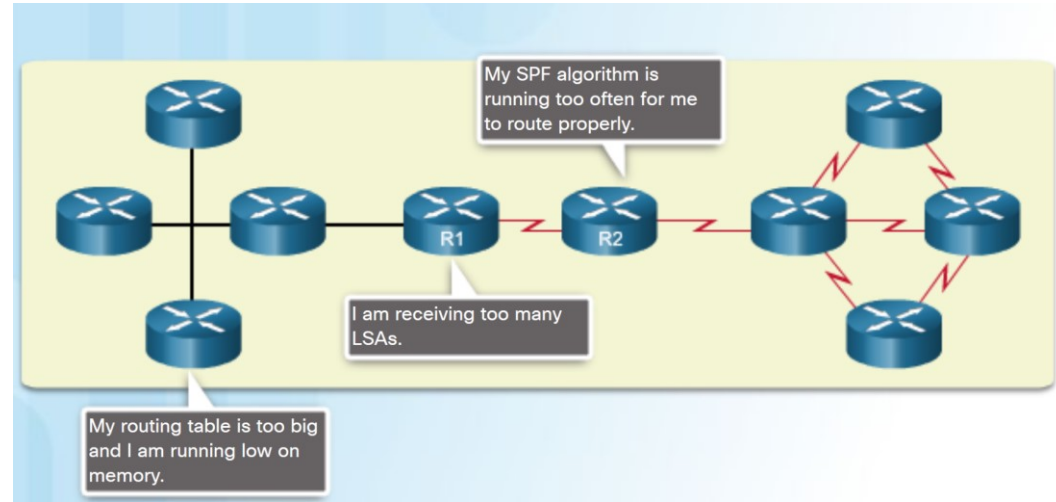 My SPF algorithm is
running too often for me
to route properly.
R1
R2
I am receiving too many
LSAs.
My routing table is too big
and I am running low on
memory.